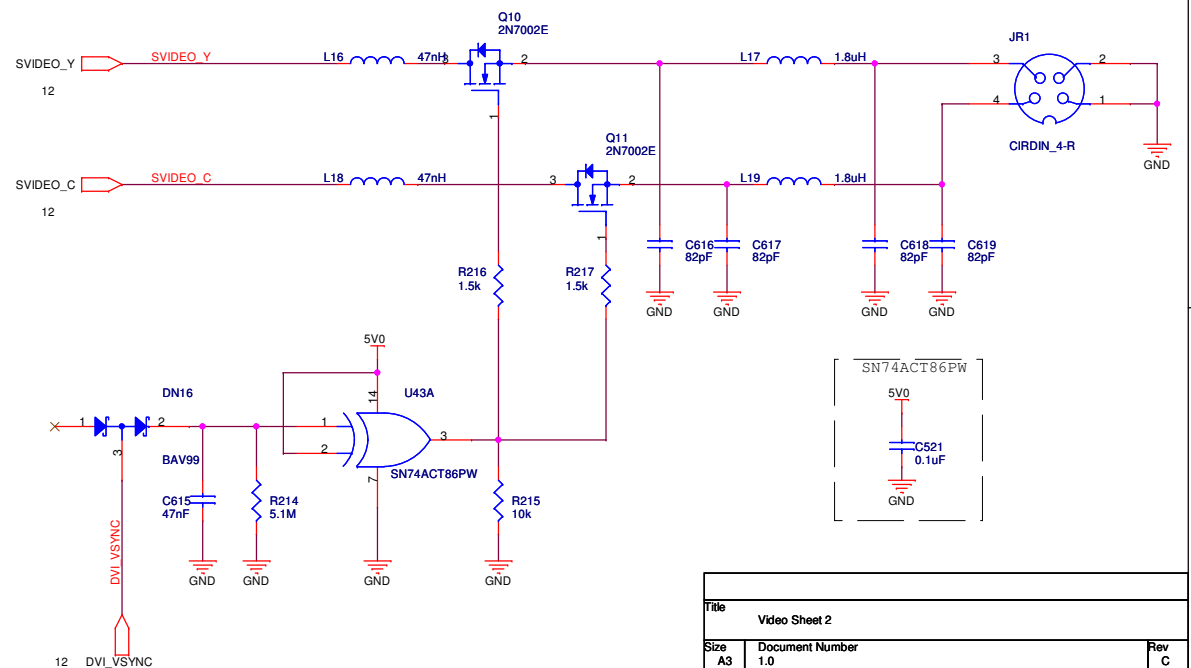 Q10
2N7002E
JR1
SVIDEO_Y
SVIDEO_Y
L16
47nH
3
2
L17
1.8uH
3
2
12
1
4
1
CIRDIN_4-R
GND
Q11
2N7002E
SVIDEO_C
SVIDEO_C
L18
47nH
3
2
L19
1.8uH
12
1
C616
82pF
C617
82pF
C618
82pF
C619
82pF
R216
1.5k
R217
1.5k
GND
GND
GND
GND
5V0
SN74ACT86PW
5V0
C521
0.1uF
GND
DN16
14
U43A
1
2
1
2
3
3
BAV99
7
SN74ACT86PW
C615
47nF
R214
5.1M
R215
10k
DVI_VSYNC
GND
GND
GND
GND
12
DVI_VSYNC
Title
Video Sheet 2
Size
A3
Document Number
1.0
Rev
C